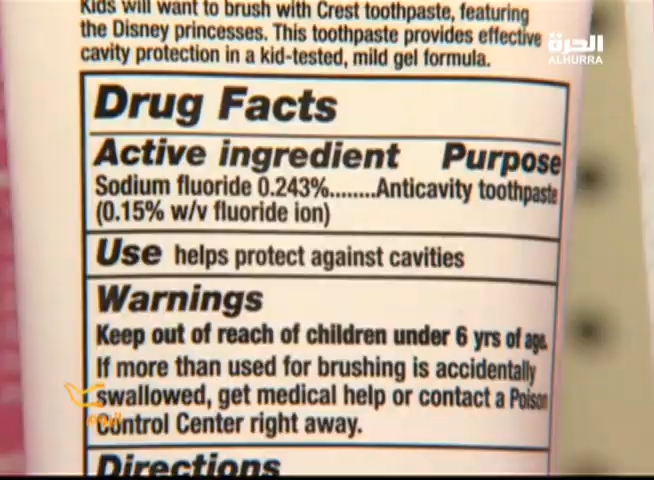 Kids will want to brush with Crest toothpaste, featuring
the Disney princesses. This toothpaste provides effective
cavity protection in a kid-tested, mild gel formula.
الحرة
ALHURRA
Drug Facts
Active ingredient Purpose
Sodium fluoride 0.243%........Anticavity toothpaste
(0.15% w/v fluoride ion)
Use helps protect against cavities
Warnings
Keep out of reach of children under 6 yrs of age.
If more than used for brushing is accidentally
swallowed, get medical help or contact a Poison
Control Center right away.
اليوم
Directions